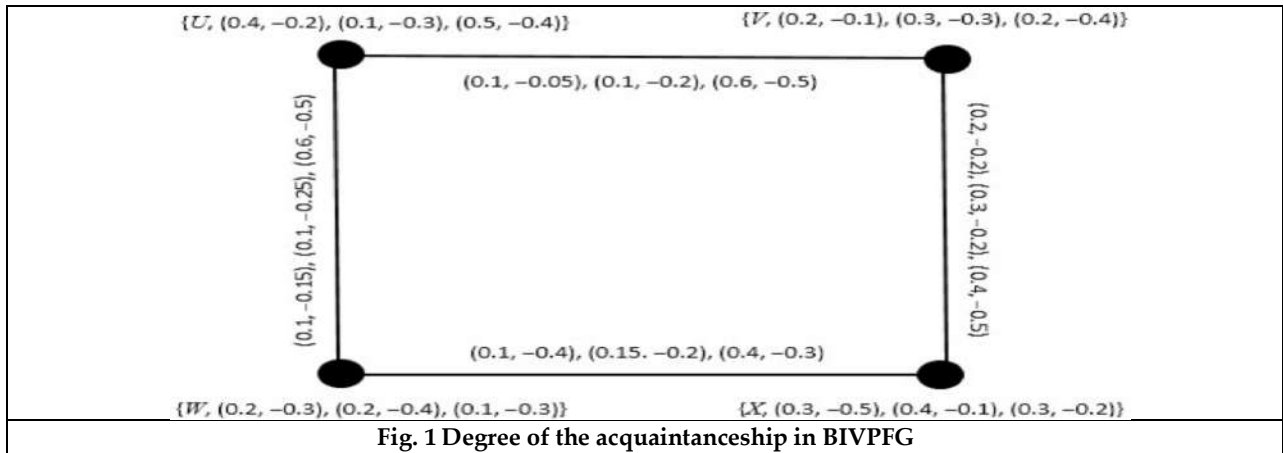 {U, (0.4, −0.2), (0.1, −0.3), (0.5, −0.4)}
{V, (0.2, −0.1), (0.3, −0.3), (0.2, −0.4)}
(0.1, −0.05), (0.1, −0.2), (0.6, −0.5)
(0.1, −0.15), (0.1, −0.25), (0.6, −0.5)
(0.2, −0.2), (0.3, −0.2), (0.4, −0.5)
(0.1, −0.4), (0.15. −0.2), (0.4, −0.3)
{W, (0.2, −0.3), (0.2, −0.4), (0.1, −0.3)}
{X, (0.3, −0.5), (0.4, −0.1), (0.3, −0.2)}
Fig. 1 Degree of the acquaintanceship in BIVPFG